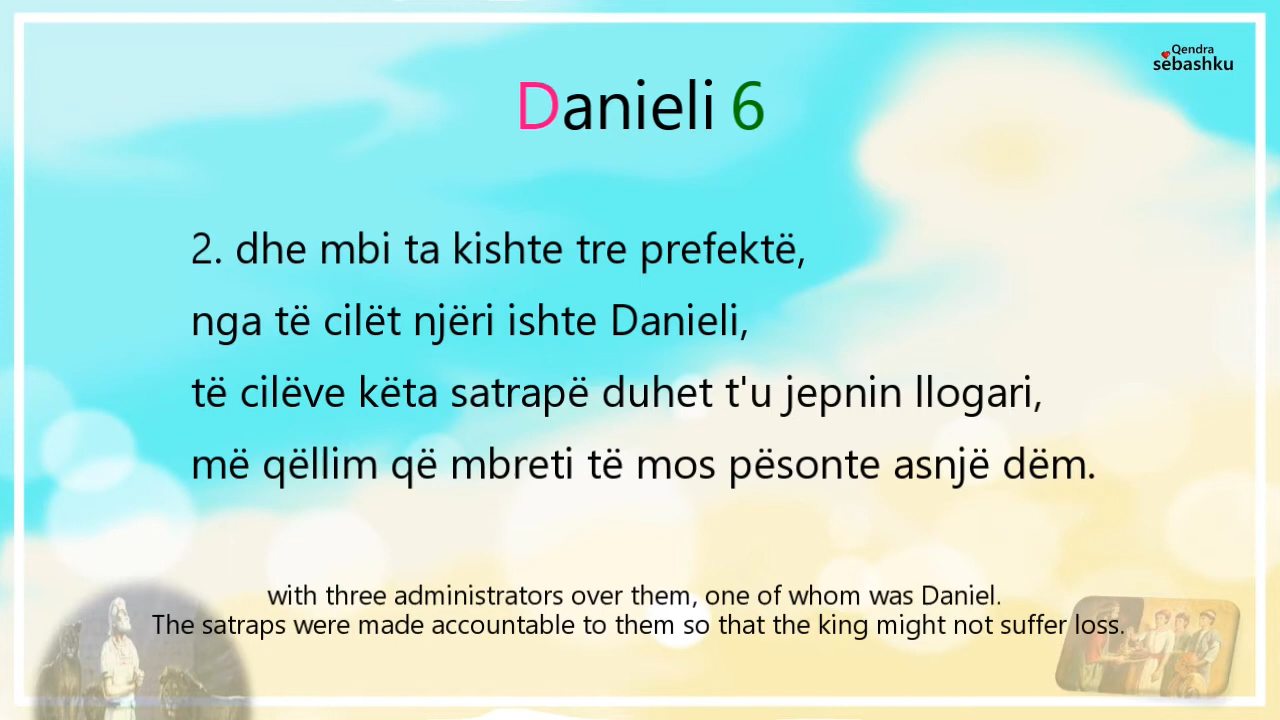 Qendra
sëbashku
Danieli 6
2. dhe mbi ta kishte tre prefektë,
nga të cilët njëri ishte Danieli,
të cilëve këta satrapë duhet t'u jepnin llogari,
më qëllim që mbreti të mos pësonte asnjë dëm.
with three administrators over them, one of whom was Daniel.
The satraps were made accountable to them so that the king might not suffer loss.